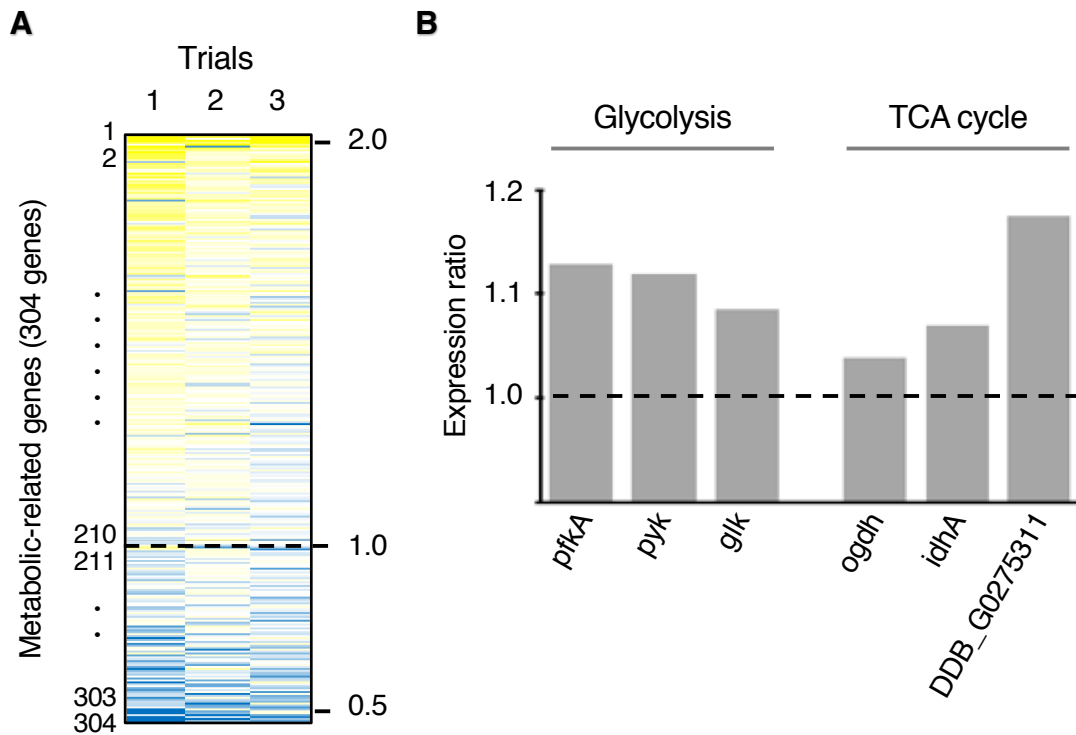 A
Trials
1 2 3
Metabolic-related genes (304 genes)
1
2
210
211
303
304
2.0
1.0
0.5
B
Glycolysis
TCA cycle
Expression ratio
1.2
1.1
1.0
pfkA
pyk
glk
ogdh
idhA
DDB_G0275311